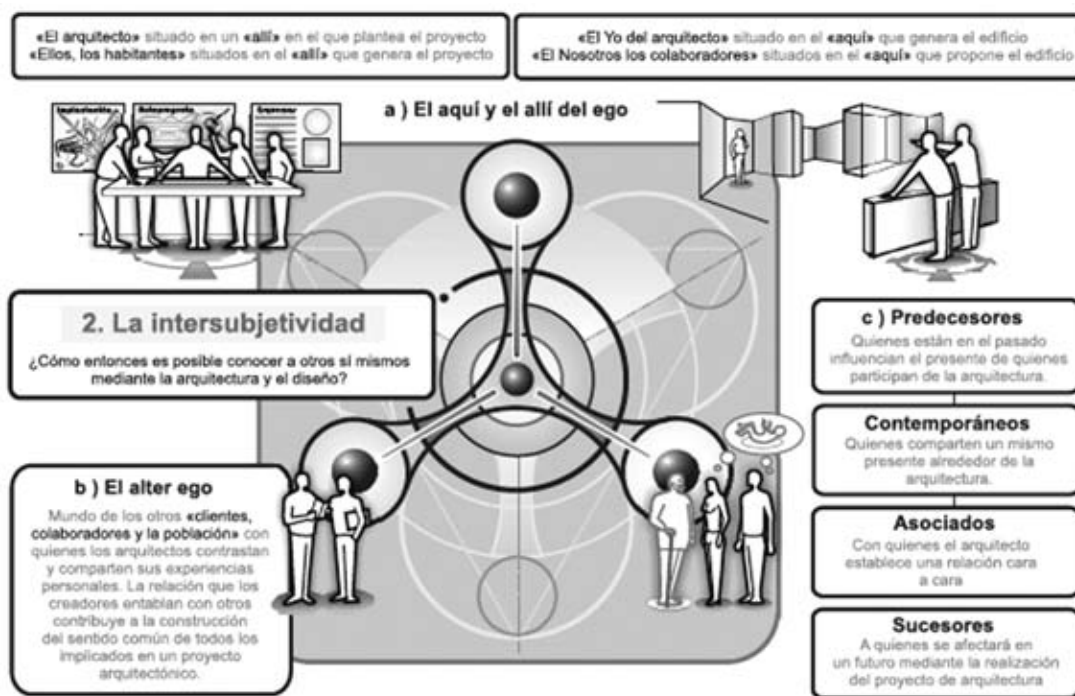 «El arquitecto» situado en un «allí» en el que plantea el proyecto
«Ellos, los habitantes» situados en el «allí» que genera el proyecto
«El Yo del arquitecto» situado en el «aquí» que genera el edificio
«El Nosotros los colaboradores» situados en el «aquí» que propone el edificio
a ) El aquí y el allí del ego
2. La intersubjetividad
¿Cómo entonces es posible conocer a otros sí mismos
mediante la arquitectura y el diseño?
b ) El alter ego
Mundo de los otros «clientes,
colaboradores y la población» con
quienes los arquitectos contrastan
y comparten sus experiencias
personales. La relación que los
creadores entablan con otros
contribuye a la construcción
del sentido común de todos los
implicados en un proyecto
arquitectónico.
c ) Predecesores
Quienes están en el pasado
influencian el presente de quienes
participan de la arquitectura.
Contemporáneos
Quienes comparten un mismo
presente alrededor de la
arquitectura.
Asociados
Con quienes el arquitecto
establece una relación cara
a cara
Sucesores
A quienes se afectará en
un futuro mediante la realización
del proyecto de arquitectura